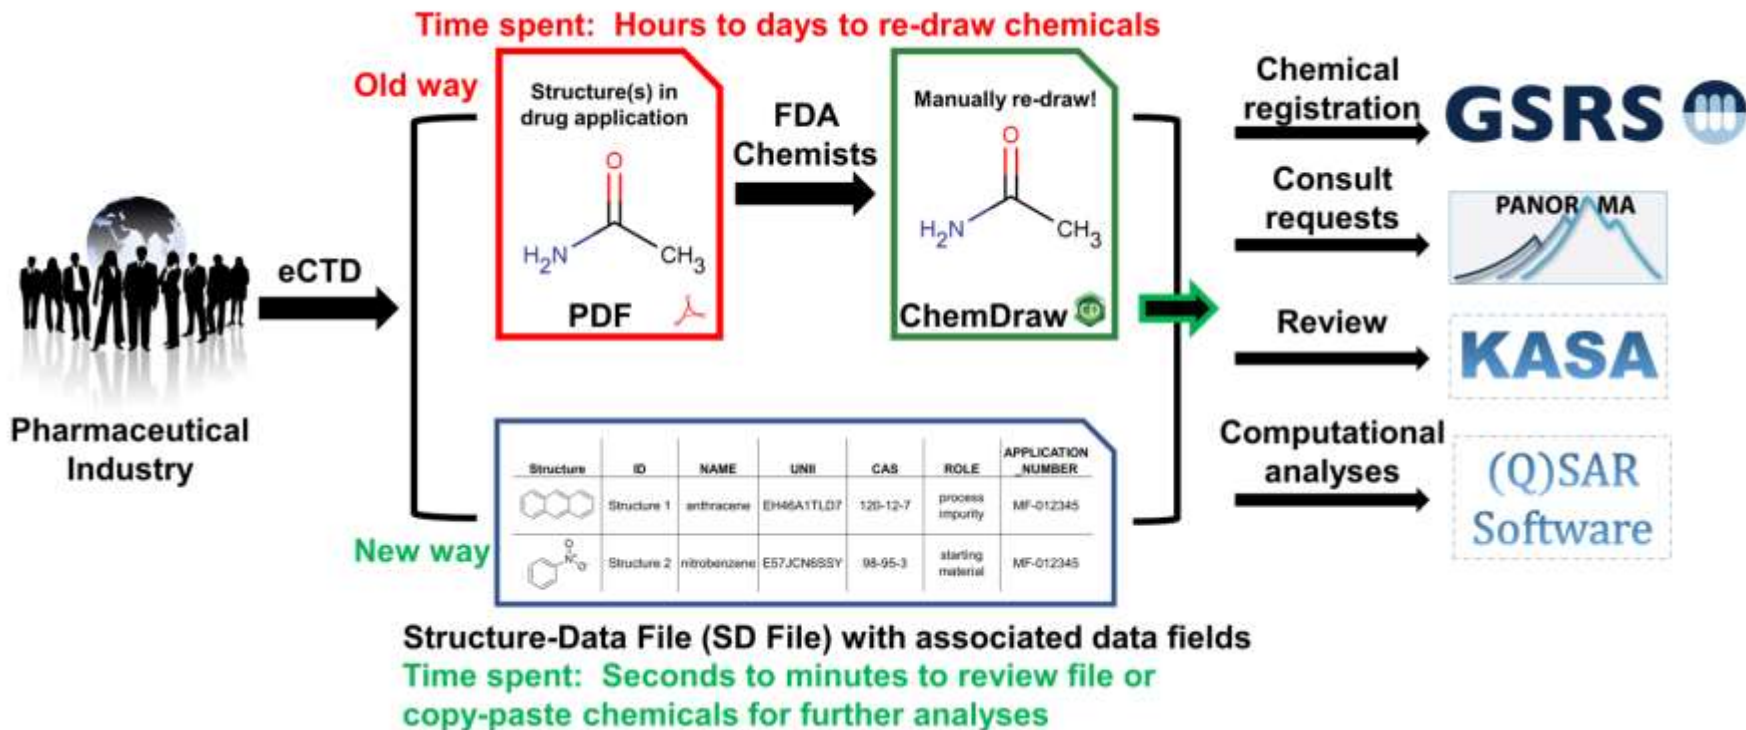 Time spent: Hours to days to re-draw chemicals
Old way
Structure(s) in
drug application
O
H₂N
CH₃
PDF
FDA
Chemists
Manually re-draw!
O
H₂N
CH₃
ChemDraw
CD
eCTD
Pharmaceutical
Industry
Chemical
registration
GSRS
Consult
requests
PANORAMA
Review
KASA
Computational
analyses
(Q)SAR
Software
New way
Structure ID NAME UNII CAS ROLE APPLICATION
_NUMBER
Structure 1 anthracene EH46A1TLD7 120-12-7 process
impurity MF-012345
O
N⁺
O⁻
Structure 2 nitrobenzene E57JCN6SSY 98-95-3 starting
material MF-012345
Structure-Data File (SD File) with associated data fields
Time spent: Seconds to minutes to review file or
copy-paste chemicals for further analyses